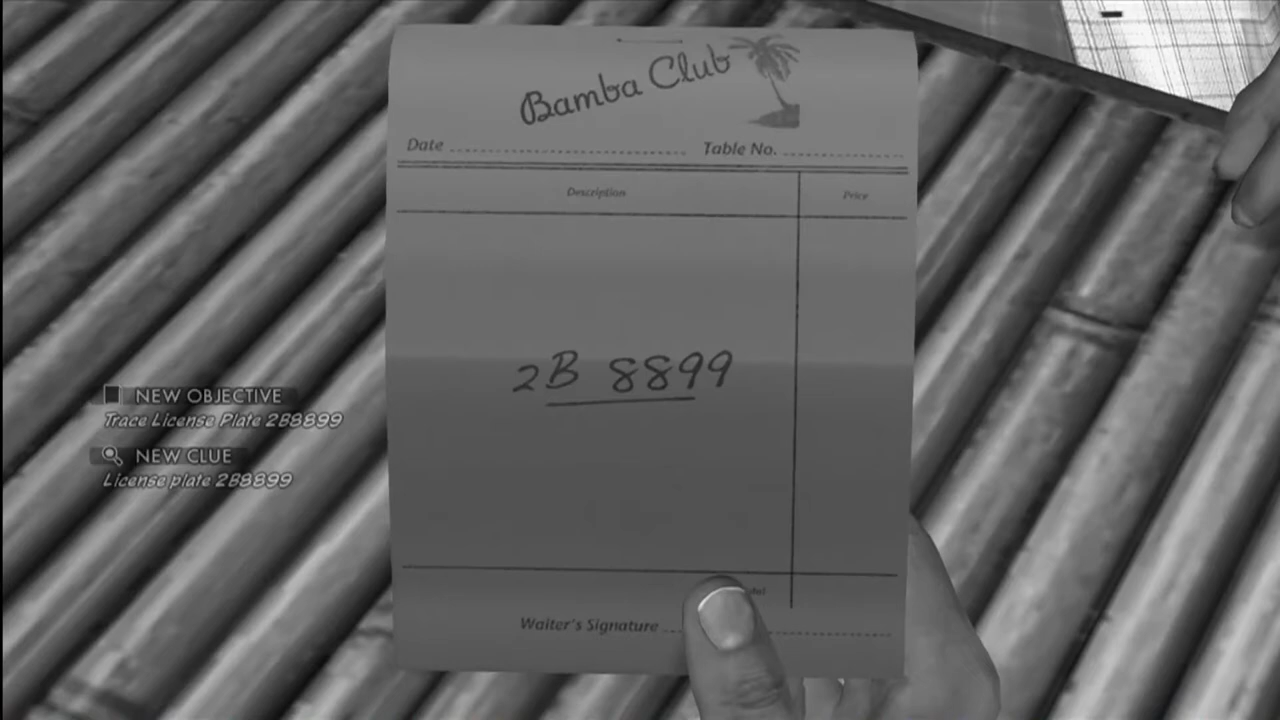 Bamba Club
Date
Table No.
Description
Price
2B 8899
NEW OBJECTIVE
Trace License Plate 2B8899
NEW CLUE
License plate 2B8899
Waiter's Signature